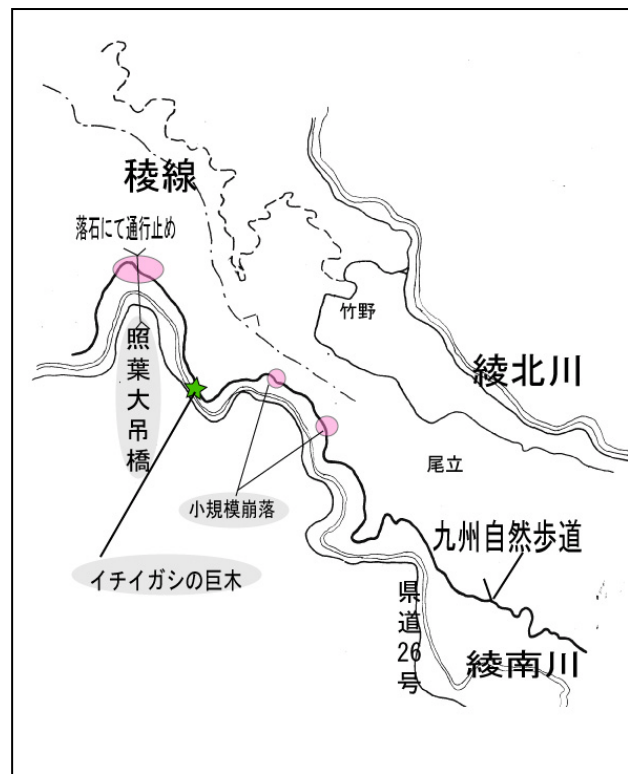 稜線
落石にて通行止め
竹野
照葉大吊橋
綾北川
尾立
小規模崩落
九州自然歩道
イチイガシの巨木
県道26号
綾南川